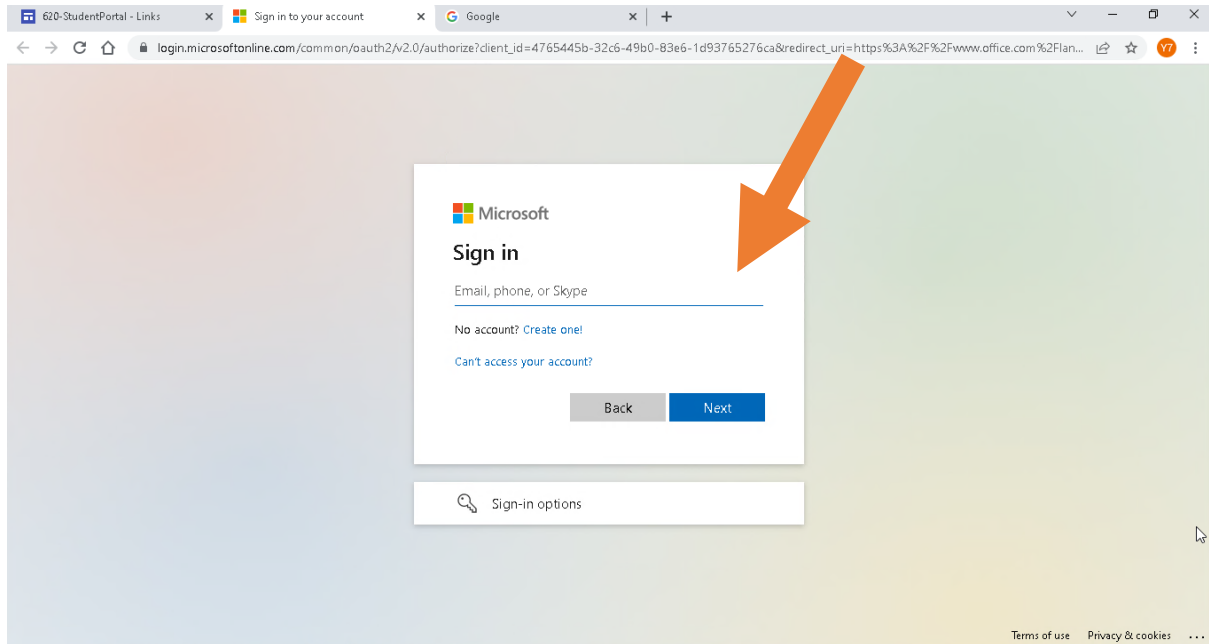 620-StudentPortal - Links
Sign in to your account
Google
login.microsoftonline.com/common/oauth2/v2.0/authorize?client_id=4765445b-32c6-49b0-83e6-1d93765276ca&redirect_uri=https%3A%2F%2Fwww.office.com%2Flan...
Y7
Microsoft
Sign in
Email, phone, or Skype
No account? Create one!
Can't access your account?
Back Next
Sign-in options
Terms of use Privacy & cookies ...